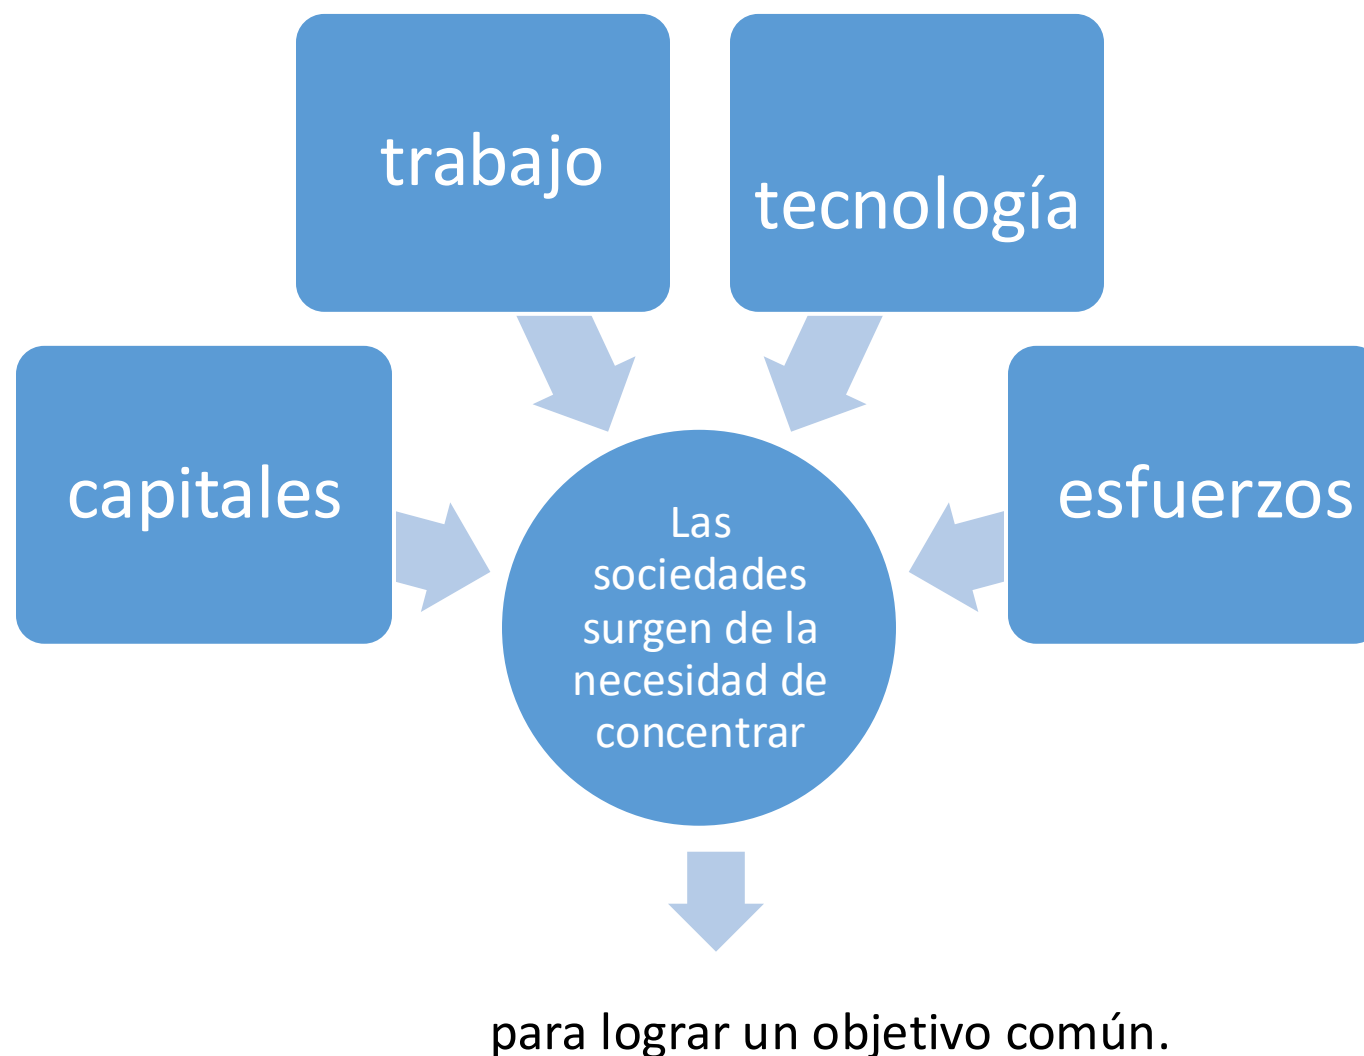 trabajo
tecnología
capitales
esfuerzos
Las
sociedades
surgen de la
necesidad de
concentrar
para lograr un objetivo común.